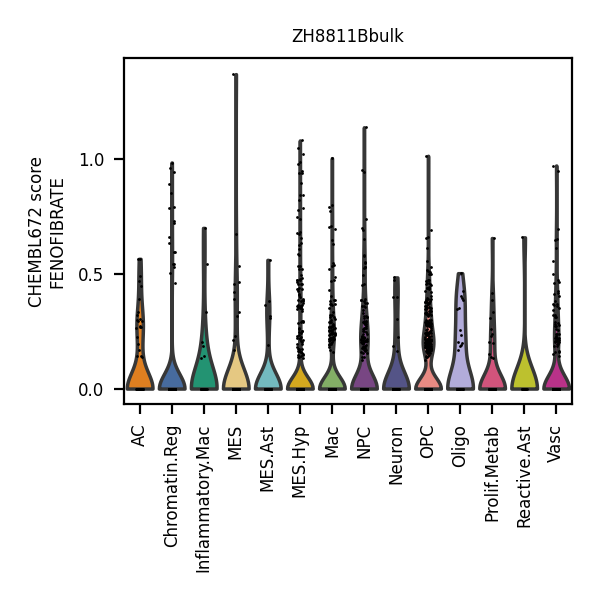 ZH8811Bbulk
CHEMBL672 score
FENOFIBRATE
1.0
0.5
0.0
AC
Chromatin.Reg
Inflammatory.Mac
MES
MES.Ast
MES.Hyp
Mac
NPC
Neuron
OPC
Oligo
Prolif.Metab
Reactive.Ast
Vasc